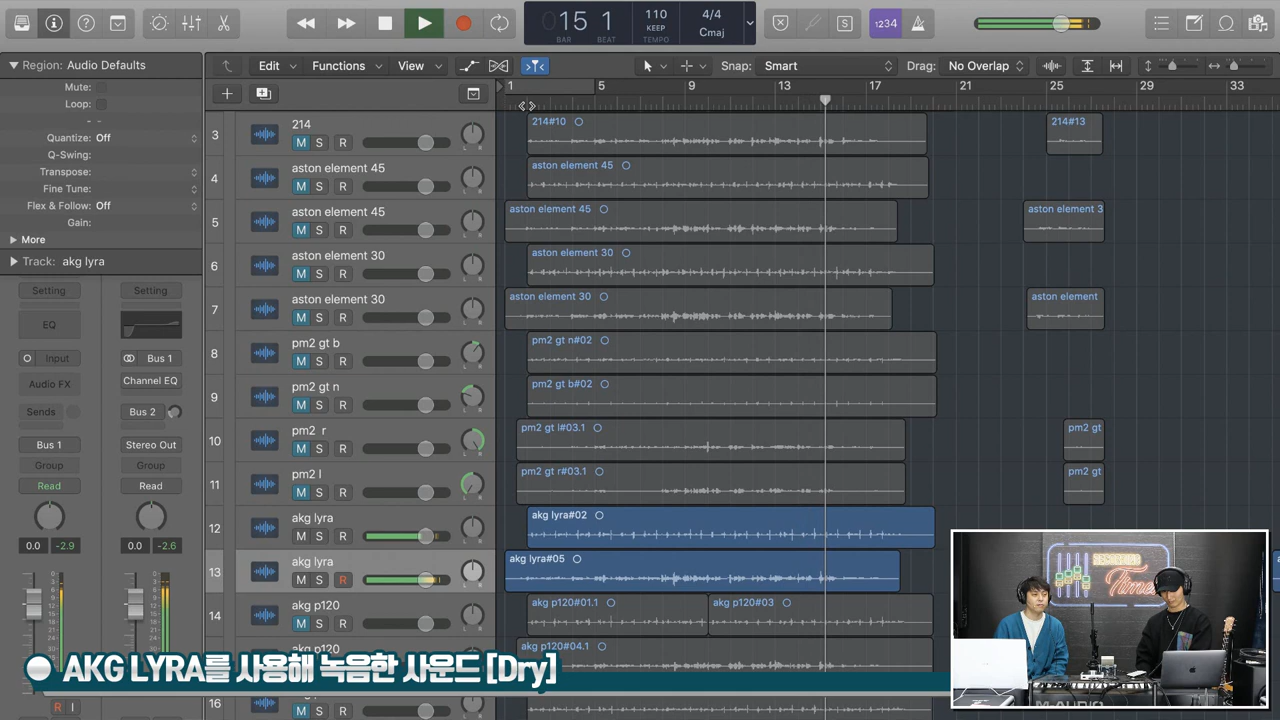 15 1
BAR BEAT
110
KEEP
TEMPO
4/4
Cmaj
S
1234
Region: Audio Defaults
Edit
Functions
View
Snap: Smart
Drag: No Overlap
Mute:
Loop:
Quantize: Off
Q-Swing:
Transpose:
Fine Tune:
Flex & Follow: Off
Gain:
More
Track: akg lyra
1 5 9 13 17 21 25 29 33
3 214 M S R
214#10
214#13
4 aston element 45 M S R
aston element 45
5 aston element 45 M S R
aston element 45
aston element 3
6 aston element 30 M S R
aston element 30
7 aston element 30 M S R
aston element 30
aston element
8 pm2 gt b M S R
pm2 gt n#02
9 pm2 gt n M S R
pm2 gt b#02
10 pm2 r M S R
pm2 gt l#03.1
pm2 gt
11 pm2 l M S R
pm2 gt r#03.1
pm2 gt
12 akg lyra M S R
akg lyra#02
13 akg lyra M S R
akg lyra#05
14 akg p120 M S R
akg p120#01.1
akg p120#03
akg p120
akg p120#04.1
16 M S R
Setting Setting
EQ
Input Bus 1
Audio FX Channel EQ
Sends Bus 2
Bus 1 Stereo Out
Group Group
Read Read
0.0 -2.9 0.0 -2.6
R I
AKG LYRA를 사용해 녹음한 사운드 [Dry]
RECORDING
Time
M-AUDIO